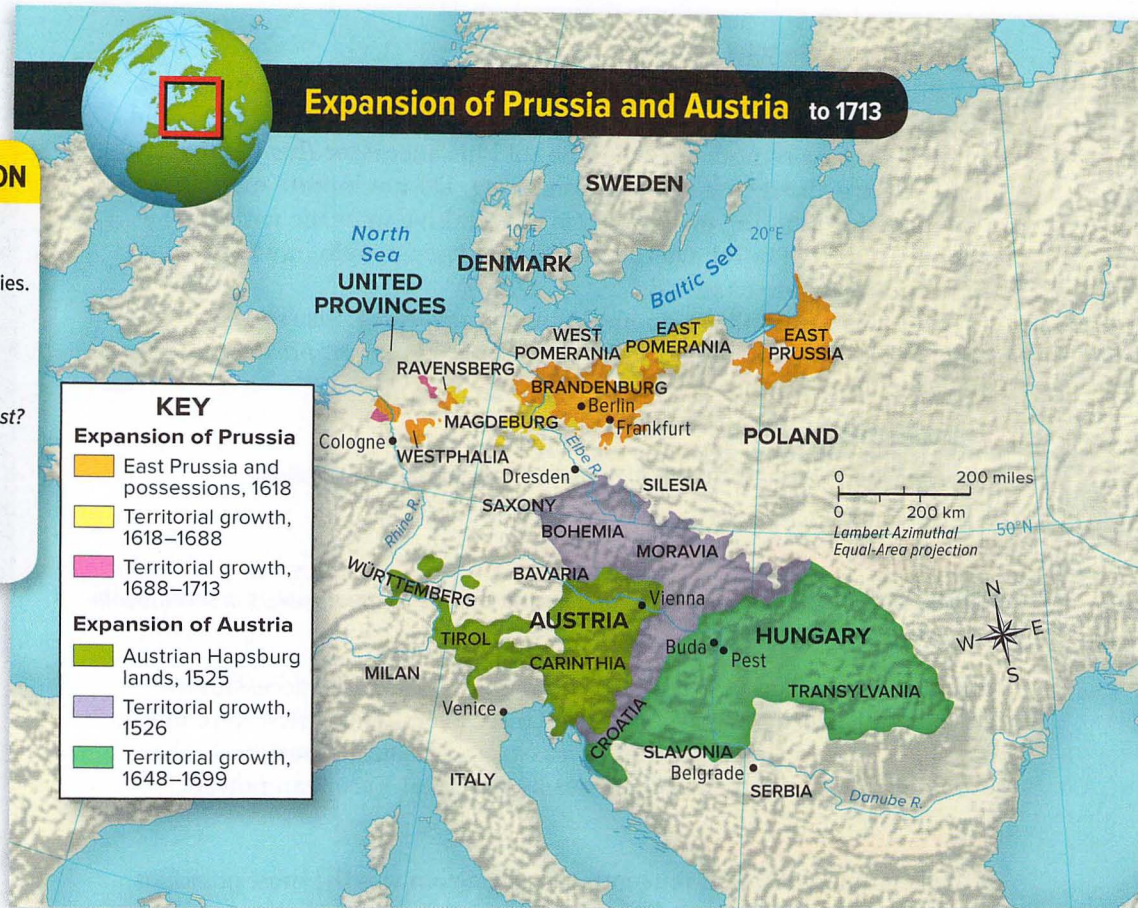 Expansion of Prussia and Austria to 1713
ON
ies.
st?
SWEDEN
North
Sea
10°E
20°E
DENMARK
Baltic Sea
UNITED
PROVINCES
0°
WEST
POMERANIA
EAST
POMERANIA
EAST
PRUSSIA
RAVENSBERG
BRANDENBURG
Berlin
MAGDEBURG
Frankfurt
Cologne
WESTPHALIA
POLAND
Elbe R.
Dresden
SILESIA
SAXONY
Rhine R.
BOHEMIA
MORAVIA
0 200 miles
0 200 km
Lambert Azimuthal
Equal-Area projection
50°N
WÜRTTEMBERG
BAVARIA
Vienna
AUSTRIA
TIROL
Buda
Pest
HUNGARY
CARINTHIA
MILAN
TRANSYLVANIA
Venice
CROATIA
SLAVONIA
Belgrade
ITALY
SERBIA
Danube R.
N
W E
S
KEY
Expansion of Prussia
East Prussia and
possessions, 1618
Territorial growth,
1618–1688
Territorial growth,
1688–1713
Expansion of Austria
Austrian Hapsburg
lands, 1525
Territorial growth,
1526
Territorial growth,
1648–1699